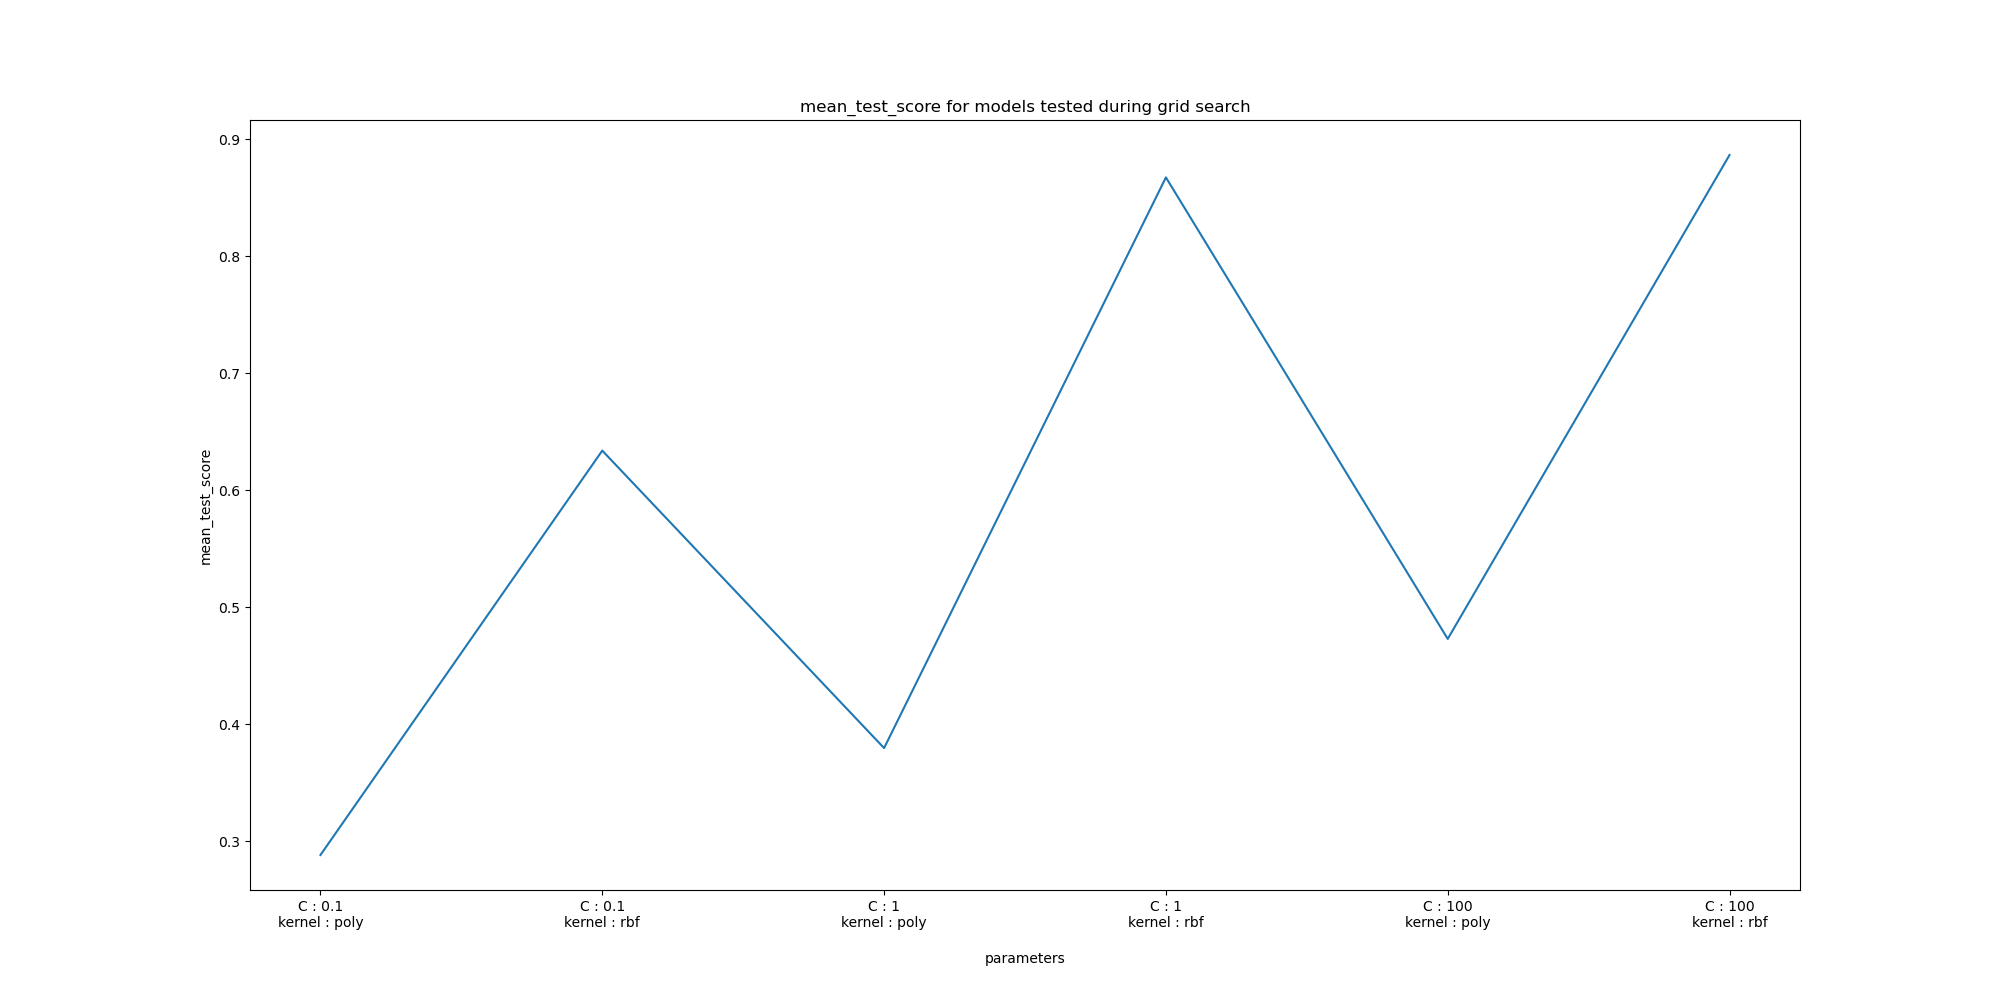 mean_test_score for models tested during grid search
mean_test_score
0.9
0.8
0.7
0.6
0.5
0.4
0.3
C : 0.1
kernel : poly
C : 0.1
kernel : rbf
C : 1
kernel : poly
C : 1
kernel : rbf
C : 100
kernel : poly
C : 100
kernel : rbf
parameters